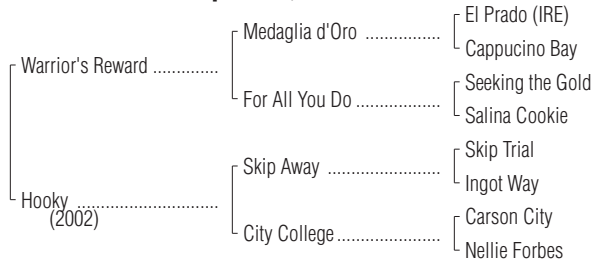 El Prado (IRE)
Medaglia d'Oro ..................
Cappucino Bay
Warrior's Reward ..............
Seeking the Gold
For All You Do ....................
Salina Cookie
Skip Trial
Skip Away ........................
Ingot Way
Hooky ..............................
(2002)
Carson City
City College........................
Nellie Forbes